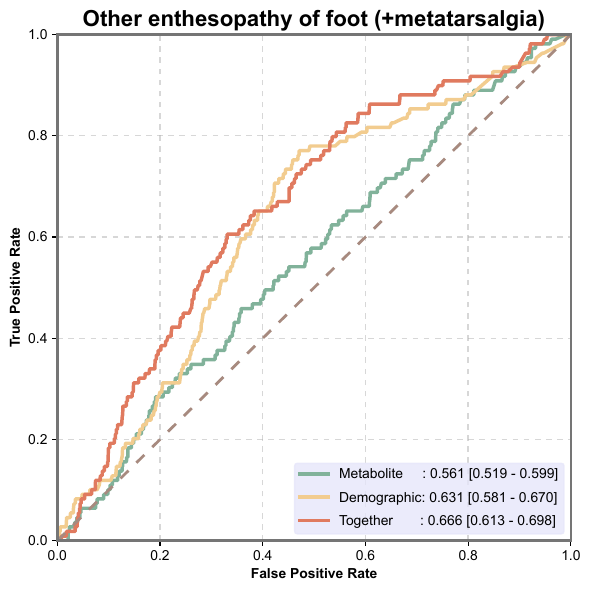 Other enthesopathy of foot (+metatarsalgia)
1.0
0.8
0.6
0.4
0.2
0.0
True Positive Rate
Metabolite : 0.561 [0.519 - 0.599]
Demographic: 0.631 [0.581 - 0.670]
Together : 0.666 [0.613 - 0.698]
0.0 0.2 0.4 0.6 0.8 1.0
False Positive Rate